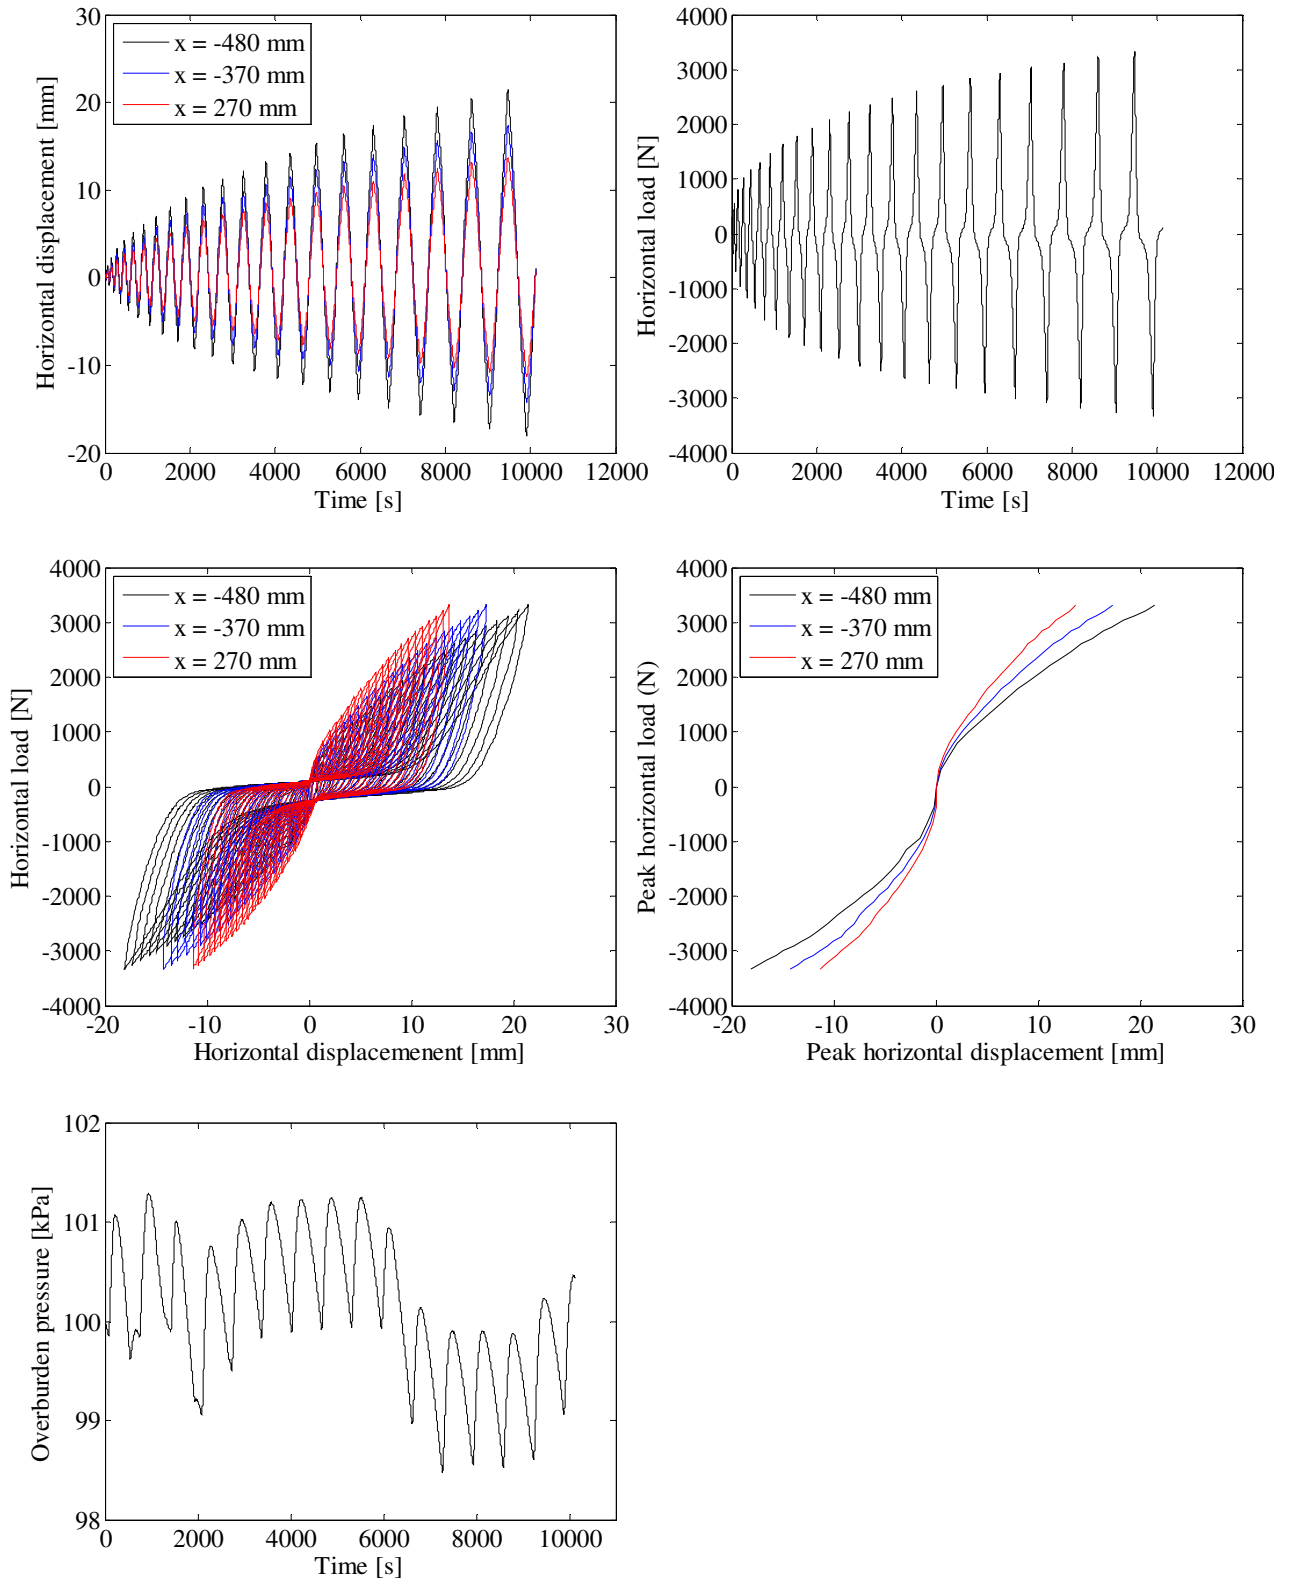 30
20
10
0
-10
-20
0 2000 4000 6000 8000 10000 12000
Time [s]
Horizontal displacement [mm]
x = -480 mm
x = -370 mm
x = 270 mm
4000
3000
2000
1000
0
-1000
-2000
-3000
-4000
0 2000 4000 6000 8000 10000 12000
Time [s]
Horizontal load [N]
4000
3000
2000
1000
0
-1000
-2000
-3000
-4000
-20 -10 0 10 20 30
Horizontal displacemenent [mm]
Horizontal load [N]
x = -480 mm
x = -370 mm
x = 270 mm
4000
3000
2000
1000
0
-1000
-2000
-3000
-4000
-20 -10 0 10 20 30
Peak horizontal displacement [mm]
Peak horizontal load (N)
x = -480 mm
x = -370 mm
x = 270 mm
102
101
100
99
98
0 2000 4000 6000 8000 10000
Time [s]
Overburden pressure [kPa]